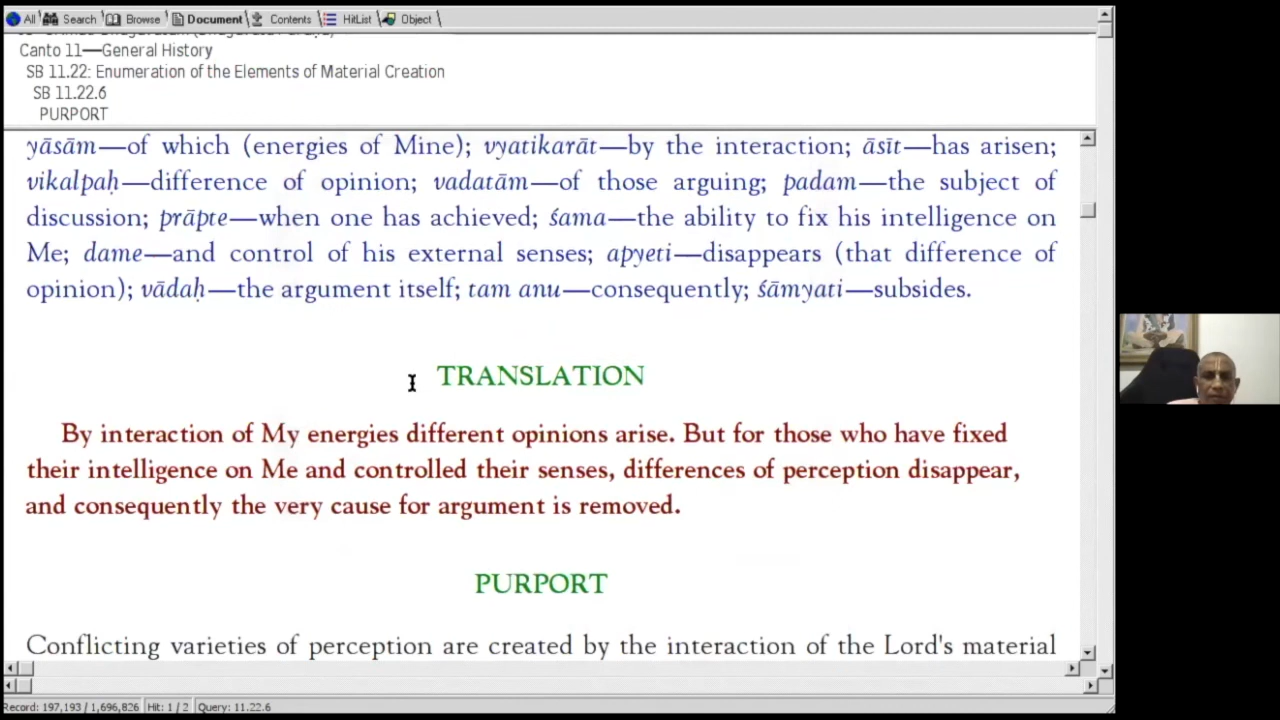 All Search Browse Document Contents HitList Object
Canto 11—General History
SB 11.22: Enumeration of the Elements of Material Creation
SB 11.22.6
PURPORT
yāsām—of which (energies of Mine); vyatikarāt—by the interaction; āsīt—has arisen;
vikalpaḥ—difference of opinion; vadatām—of those arguing; padam—the subject of
discussion; prāpte—when one has achieved; śama—the ability to fix his intelligence on
Me; dame—and control of his external senses; apyeti—disappears (that difference of
opinion); vādaḥ—the argument itself; tam anu—consequently; śāmyati—subsides.
TRANSLATION
By interaction of My energies different opinions arise. But for those who have fixed
their intelligence on Me and controlled their senses, differences of perception disappear,
and consequently the very cause for argument is removed.
PURPORT
Conflicting varieties of perception are created by the interaction of the Lord's material
Record: 197,193 / 1,696,826 Hit: 1 / 2 Query: 11.22.6